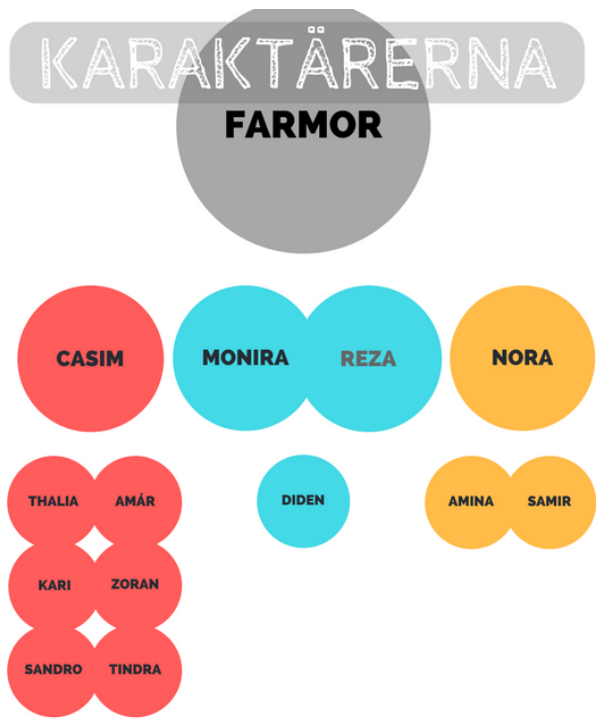 KARAKTÄRERNA
FARMOR
CASIM
MONIRA
REZA
NORA
THALIA
AMÁR
DIDEN
AMINA
SAMIR
KARI
ZORAN
SANDRO
TINDRA